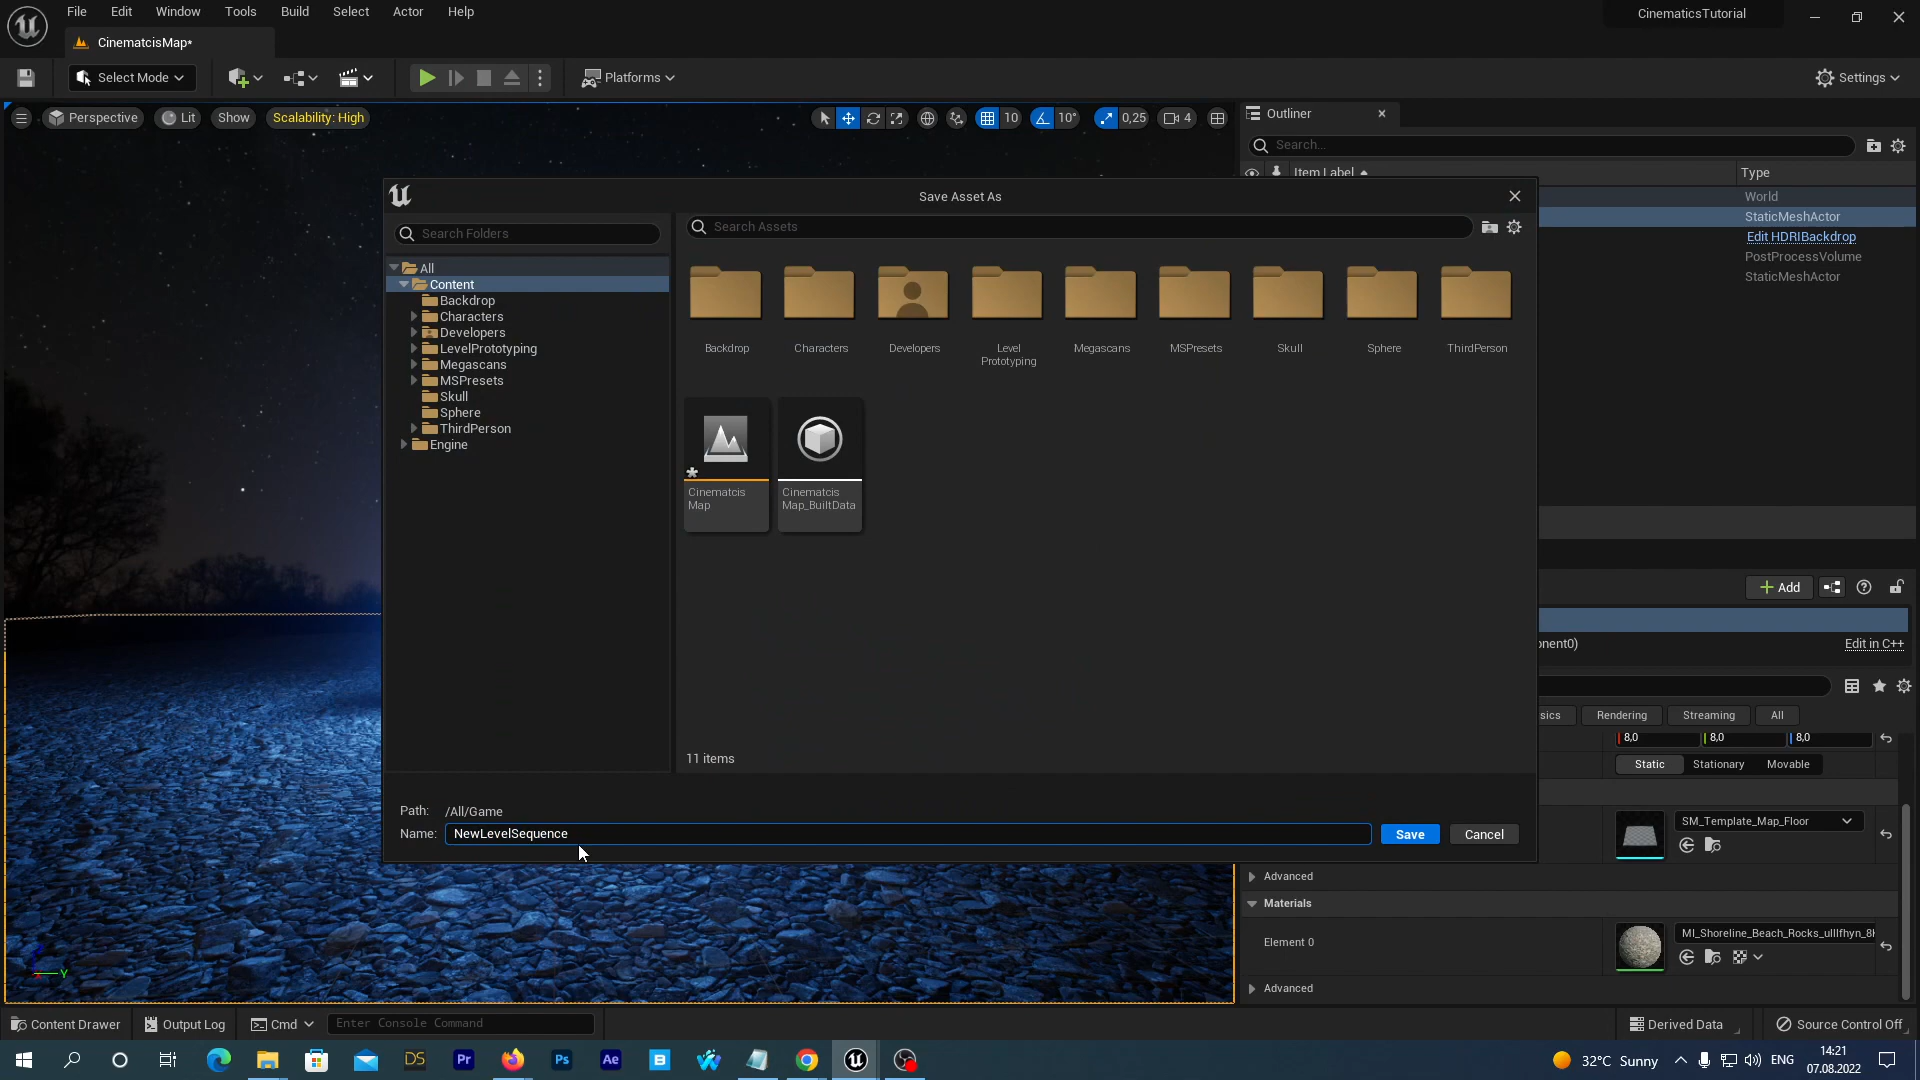 File Edit Window Tools Build Select Actor Help
CinematicsTutorial
CinematcisMap*
Select Mode
Platforms
Settings
Perspective
Lit
Show
Scalability: High
10
10°
0,25
4
Outliner
Search...
Item Label
Type
World
StaticMeshActor
Edit HDRIBackdrop
PostProcessVolume
StaticMeshActor
Save Asset As
Search Folders
Search Assets
All
Content
Backdrop
Characters
Developers
LevelPrototyping
Megascans
MSPresets
Skull
Sphere
ThirdPerson
Engine
Backdrop
Characters
Developers
Level
Prototyping
Megascans
MSPresets
Skull
Sphere
ThirdPerson
Cinematcis
Map
Cinematcis
Map_BuiltData
11 items
Path: /All/Game
Name: NewLevelSequence
Save
Cancel
Add
onent0)
Edit in C++
sics
Rendering
Streaming
All
8,0 8,0 8,0
Static
Stationary
Movable
SM_Template_Map_Floor
Advanced
Materials
Element 0
Advanced
Y
Content Drawer
Output Log
Cmd
Enter Console Command
Derived Data
Source Control Off
DS
Pr
Ps
Ae
32°C Sunny
ENG
14:21
07.08.2022